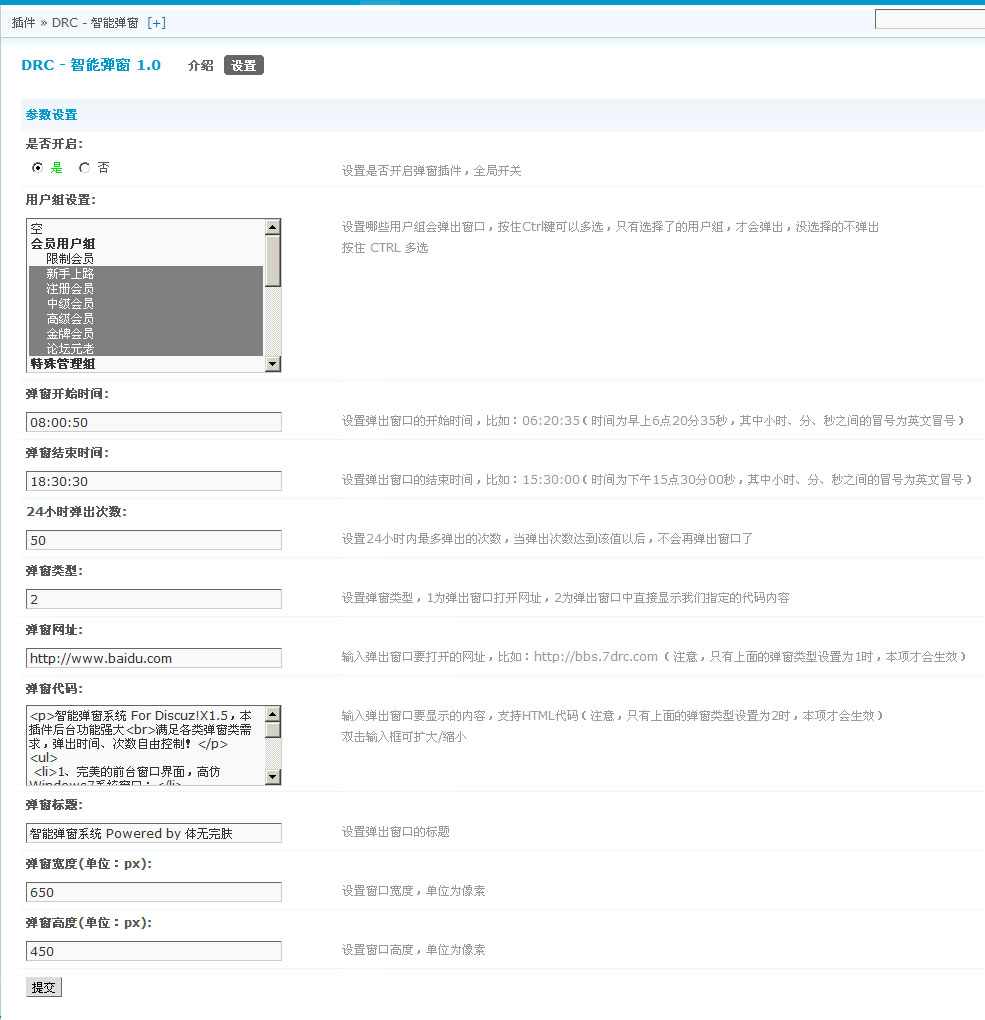 插件 » DRC - 智能弹窗 [+]
DRC - 智能弹窗 1.0 介绍 设置
参数设置
是否开启:
是 否 设置是否开启弹窗插件，全局开关
用户组设置:
空
会员用户组
限制会员
新手上路
注册会员
中级会员
高级会员
金牌会员
论坛元老
特殊管理组
设置哪些用户组会弹出窗口，按住Ctrl键可以多选，只有选择了的用户组，才会弹出，没选择的不弹出
按住 CTRL 多选
弹窗开始时间:
08:00:50 设置弹出窗口的开始时间，比如：06:20:35（时间为早上6点20分35秒，其中小时、分、秒之间的冒号为英文冒号）
弹窗结束时间:
18:30:30 设置弹出窗口的结束时间，比如：15:30:00（时间为下午15点30分00秒，其中小时、分、秒之间的冒号为英文冒号）
24小时弹出次数:
50 设置24小时内最多弹出的次数，当弹出次数达到该值以后，不会再弹出窗口了
弹窗类型:
2 设置弹窗类型，1为弹出窗口打开网址，2为弹出窗口中直接显示我们指定的代码内容
弹窗网址:
http://www.baidu.com 输入弹出窗口要打开的网址，比如：http://bbs.7drc.com（注意，只有上面的弹窗类型设置为1时，本项才会生效）
弹窗代码:
<p>智能弹窗系统 For Discuz!X1.5，本
插件后台功能强大<br>满足各类弹窗类需
求，弹出时间、次数自由控制！</p>
<ul>
<li>1、完美的前台窗口界面，高仿
Windows7系统窗口；</li>
输入弹出窗口要显示的内容，支持HTML代码（注意，只有上面的弹窗类型设置为2时，本项才会生效）
双击输入框可扩大/缩小
弹窗标题:
智能弹窗系统 Powered by 体无完肤 设置弹出窗口的标题
弹窗宽度(单位：px):
650 设置窗口宽度，单位为像素
弹窗高度(单位：px):
450 设置窗口高度，单位为像素
提交